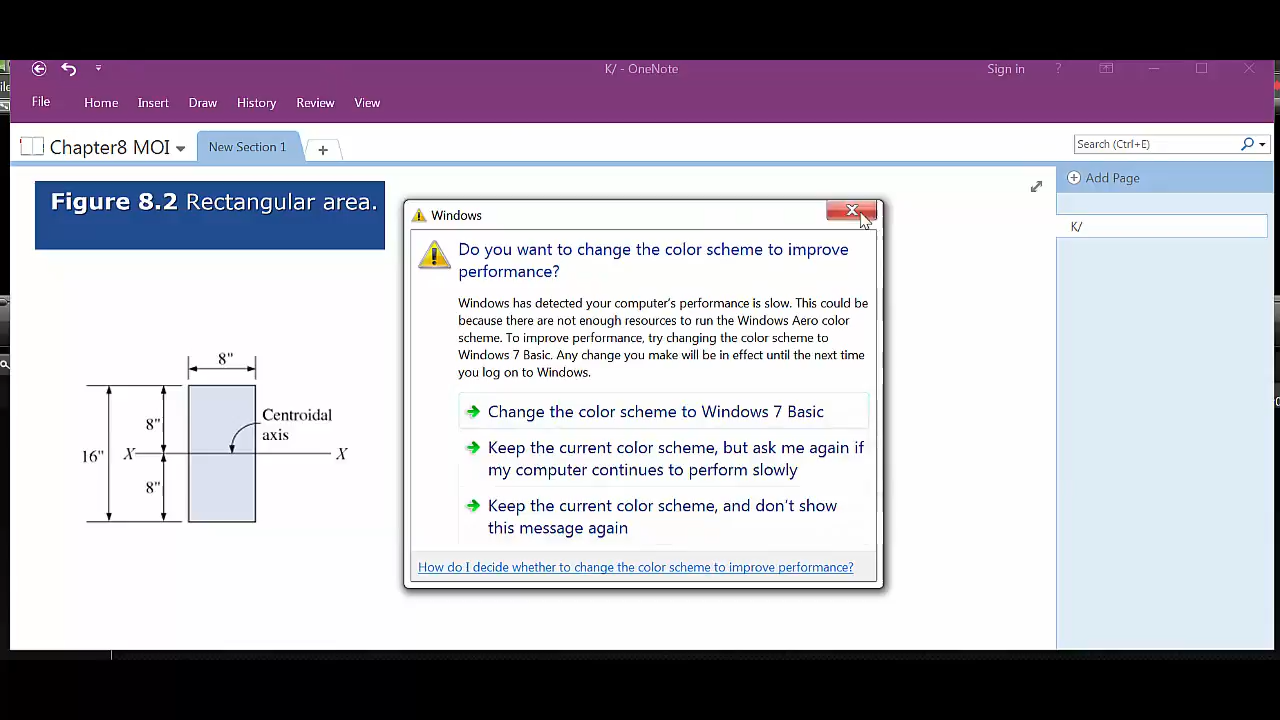 K/ - OneNote
Sign in
?
File
Home
Insert
Draw
History
Review
View
Chapter8 MOI
New Section 1
+
Search (Ctrl+E)
Add Page
K/
Figure 8.2 Rectangular area.
8"
8"
16"
8"
X
X
Centroidal
axis
Windows
Do you want to change the color scheme to improve
performance?
Windows has detected your computer's performance is slow. This could be
because there are not enough resources to run the Windows Aero color
scheme. To improve performance, try changing the color scheme to
Windows 7 Basic. Any change you make will be in effect until the next time
you log on to Windows.
Change the color scheme to Windows 7 Basic
Keep the current color scheme, but ask me again if
my computer continues to perform slowly
Keep the current color scheme, and don't show
this message again
How do I decide whether to change the color scheme to improve performance?